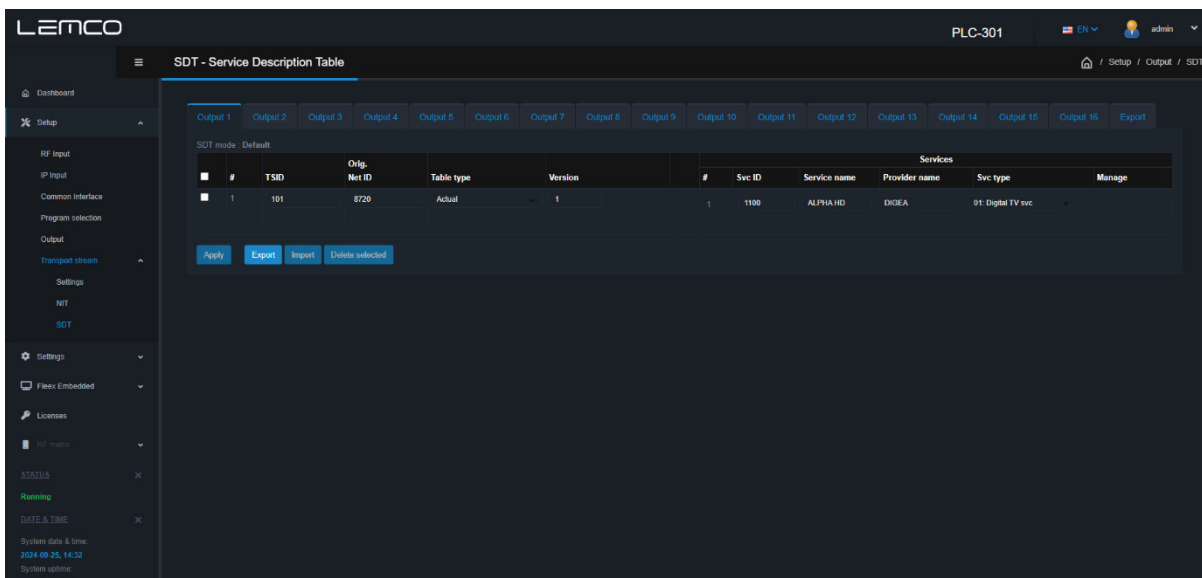 LEMCO
PLC-301
EN
admin
SDT - Service Description Table
/ Setup / Output / SDT
Dashboard
Setup
RF Input
IP Input
Common Interface
Program selection
Output
Transport stream
Settings
NIT
SDT
Settings
Fleex Embedded
Licenses
RF matrix
STATUS
Running
DATE & TIME
System date & time:
2024-09-25, 14:32
System uptime:
Output 1 Output 2 Output 3 Output 4 Output 5 Output 6 Output 7 Output 8 Output 9 Output 10 Output 11 Output 12 Output 13 Output 14 Output 15 Output 16 Export
SDT mode : Default
Services
# TSID Orig. Net ID Table type Version # Svc ID Service name Provider name Svc type Manage
1 101 8720 Actual 1 1 1100 ALPHA HD DIGEA 01: Digital TV svc
Apply Export Import Delete selected